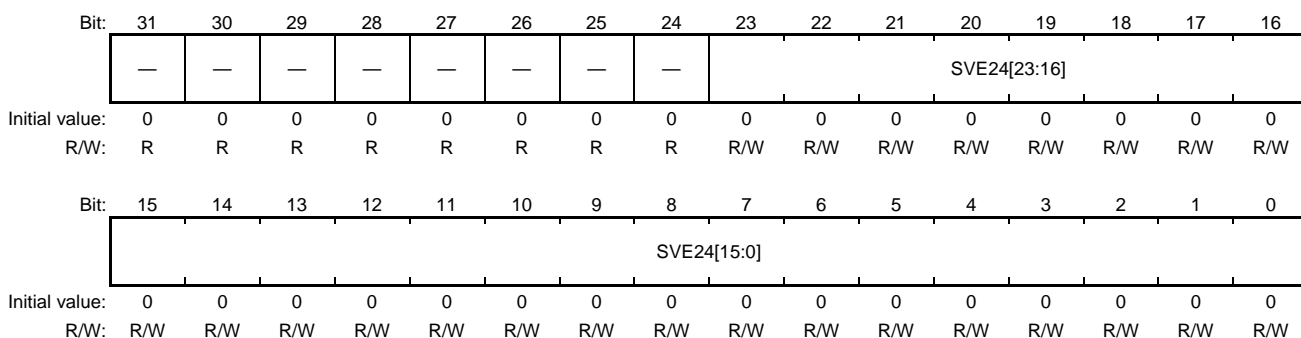 Bit: 31 30 29 28 27 26 25 24 23 22 21 20 19 18 17 16
— — — — — — — — SVE24[23:16]
Initial value: 0 0 0 0 0 0 0 0 0 0 0 0 0 0 0 0
R/W: R R R R R R R R R/W R/W R/W R/W R/W R/W R/W R/W
Bit: 15 14 13 12 11 10 9 8 7 6 5 4 3 2 1 0
SVE24[15:0]
Initial value: 0 0 0 0 0 0 0 0 0 0 0 0 0 0 0 0
R/W: R/W R/W R/W R/W R/W R/W R/W R/W R/W R/W R/W R/W R/W R/W R/W R/W